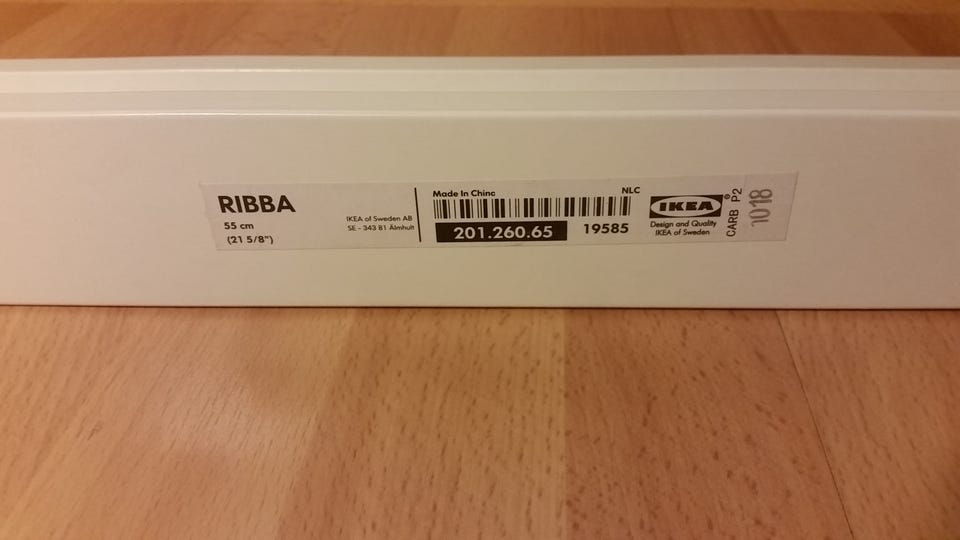 RIBBA
55 cm
(21 5/8")
IKEA of Sweden AB
SE - 343 81 Älmhult
Made In China
NLC
201.260.65
19585
IKEA®
Design and Quality
IKEA of Sweden
CARB P2
1018